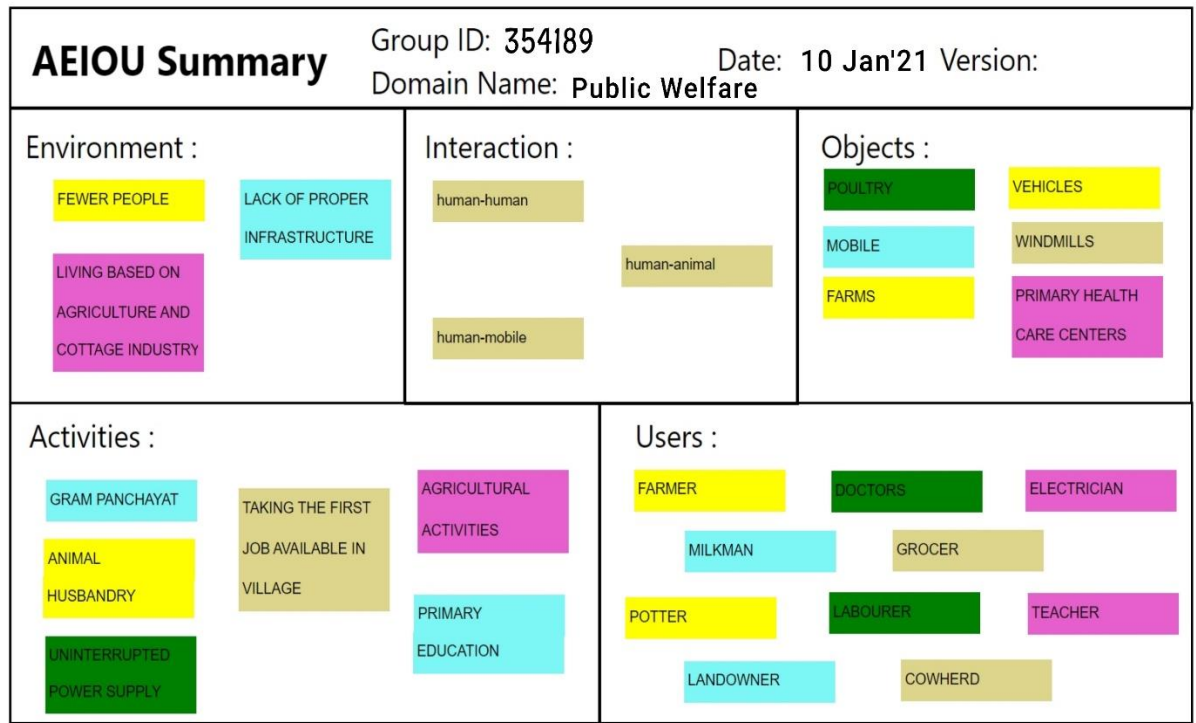 AEIOU Summary
Group ID: 354189
Domain Name: Public Welfare
Date: 10 Jan'21 Version:
Environment :
FEWER PEOPLE
LACK OF PROPER
INFRASTRUCTURE
LIVING BASED ON
AGRICULTURE AND
COTTAGE INDUSTRY
Interaction :
human-human
human-animal
human-mobile
Objects :
POULTRY
VEHICLES
MOBILE
WINDMILLS
FARMS
PRIMARY HEALTH
CARE CENTERS
Activities :
GRAM PANCHAYAT
TAKING THE FIRST
JOB AVAILABLE IN
VILLAGE
AGRICULTURAL
ACTIVITIES
ANIMAL
HUSBANDRY
PRIMARY
EDUCATION
UNINTERRUPTED
POWER SUPPLY
Users :
FARMER
DOCTORS
ELECTRICIAN
MILKMAN
GROCER
POTTER
LABOURER
TEACHER
LANDOWNER
COWHERD